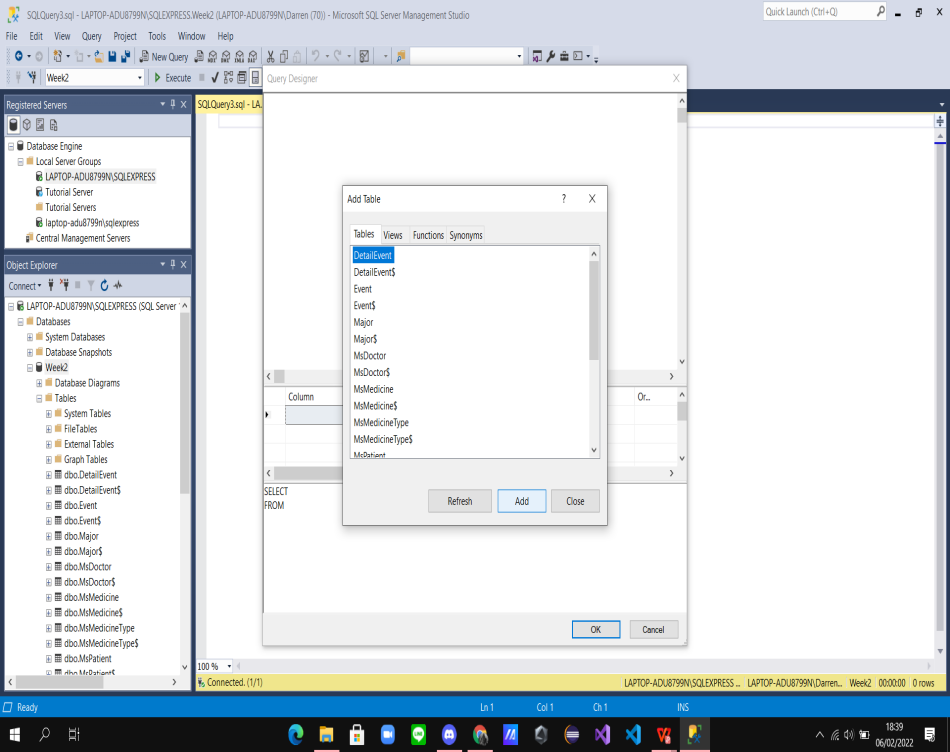 SQLQuery3.sql - LAPTOP-ADU8799N\SQLEXPRESS.Week2 (LAPTOP-ADU8799N\Darren (70)) - Microsoft SQL Server Management Studio
Quick Launch (Ctrl+Q)
File Edit View Query Project Tools Window Help
New Query
Week2
Execute
Registered Servers
Database Engine
Local Server Groups
LAPTOP-ADU8799N\SQLEXPRESS
Tutorial Server
Tutorial Servers
laptop-adu8799n\sqlexpress
Central Management Servers
Object Explorer
Connect
LAPTOP-ADU8799N\SQLEXPRESS (SQL Server
Databases
System Databases
Database Snapshots
Week2
Database Diagrams
Tables
System Tables
FileTables
External Tables
Graph Tables
dbo.DetailEvent
dbo.DetailEvent$
dbo.Event
dbo.Event$
dbo.Major
dbo.Major$
dbo.MsDoctor
dbo.MsDoctor$
dbo.MsMedicine
dbo.MsMedicine$
dbo.MsMedicineType
dbo.MsMedicineType$
dbo.MsPatient
dbo.MsPatient$
SQLQuery3.sql - LA
Query Designer
Add Table
?
Tables Views Functions Synonyms
DetailEvent
DetailEvent$
Event
Event$
Major
Major$
MsDoctor
MsDoctor$
MsMedicine
MsMedicine$
MsMedicineType
MsMedicineType$
MsPatient
Refresh Add Close
Column
Or...
SELECT
FROM
OK Cancel
100 %
Connected. (1/1)
LAPTOP-ADU8799N\SQLEXPRESS ... LAPTOP-ADU8799N\Darren... Week2 00:00:00 0 rows
Ready
Ln 1
Col 1
Ch 1
INS
18:39
06/02/2022